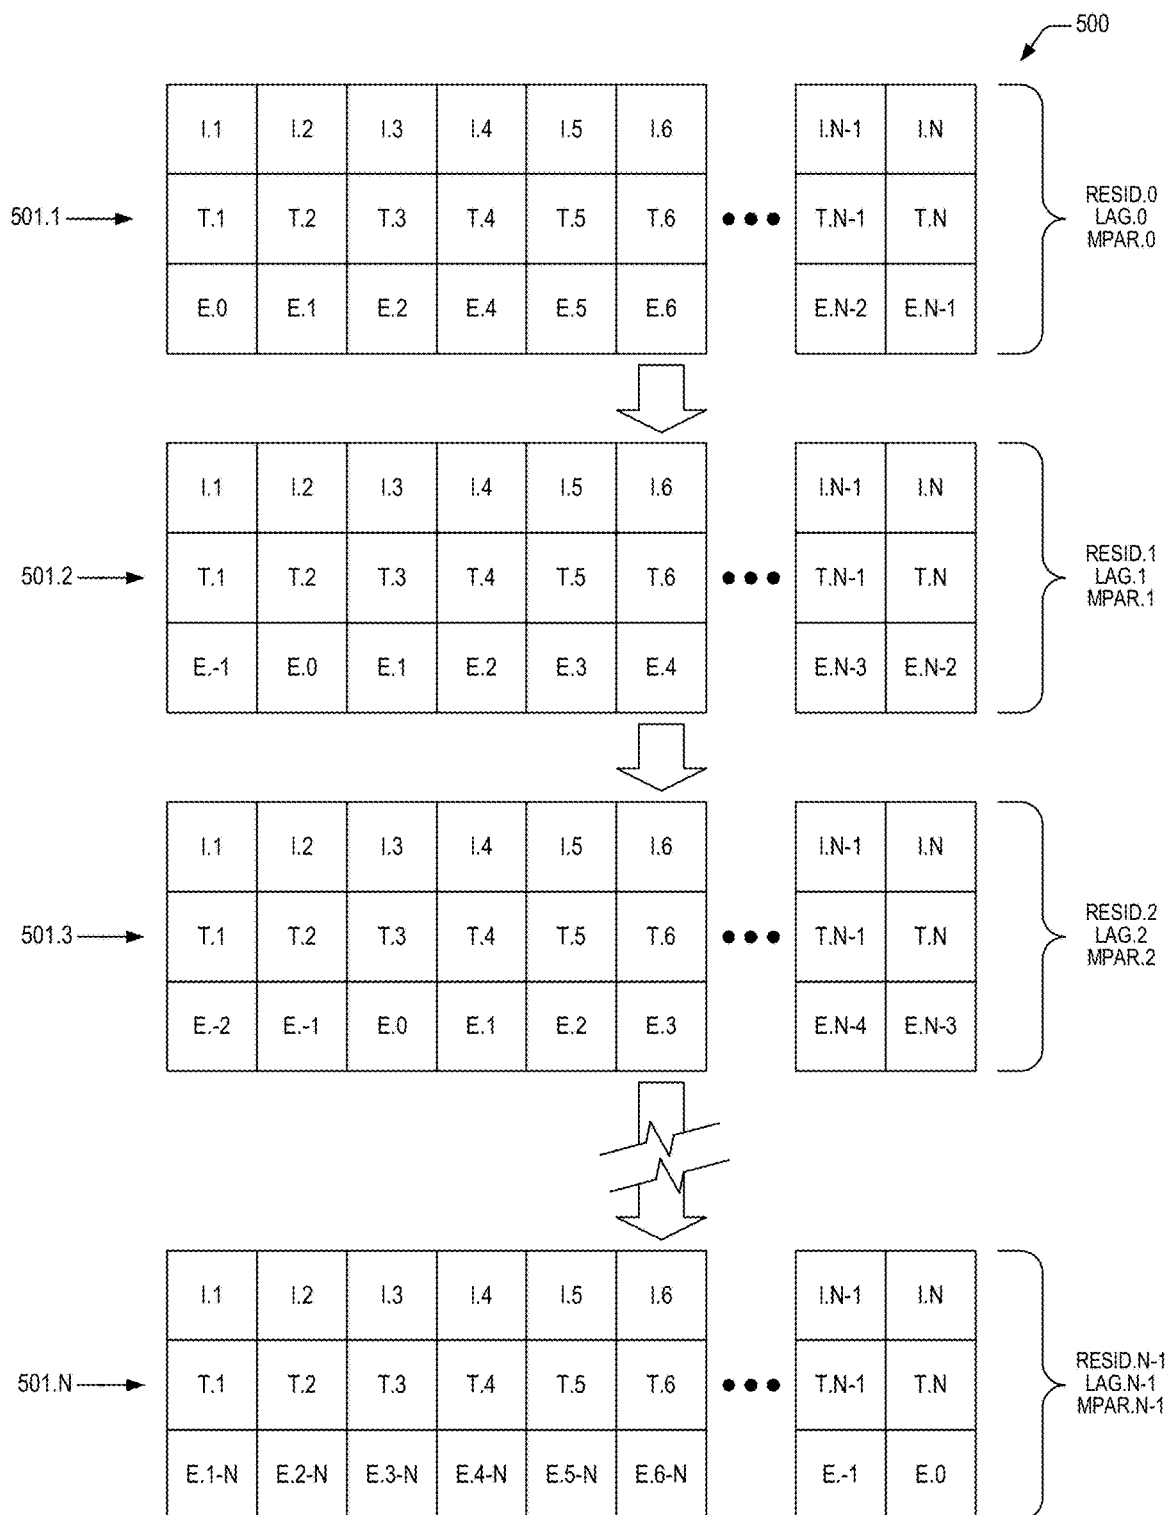 500
I.1 I.2 I.3 I.4 I.5 I.6 I.N-1 I.N
501.1 T.1 T.2 T.3 T.4 T.5 T.6 ●●● T.N-1 T.N
RESID.0
LAG.0
MPAR.0
E.0 E.1 E.2 E.4 E.5 E.6 E.N-2 E.N-1
I.1 I.2 I.3 I.4 I.5 I.6 I.N-1 I.N
501.2 T.1 T.2 T.3 T.4 T.5 T.6 ●●● T.N-1 T.N
RESID.1
LAG.1
MPAR.1
E.-1 E.0 E.1 E.2 E.3 E.4 E.N-3 E.N-2
I.1 I.2 I.3 I.4 I.5 I.6 I.N-1 I.N
501.3 T.1 T.2 T.3 T.4 T.5 T.6 ●●● T.N-1 T.N
RESID.2
LAG.2
MPAR.2
E.-2 E.-1 E.0 E.1 E.2 E.3 E.N-4 E.N-3
I.1 I.2 I.3 I.4 I.5 I.6 I.N-1 I.N
501.N T.1 T.2 T.3 T.4 T.5 T.6 ●●● T.N-1 T.N
RESID.N-1
LAG.N-1
MPAR.N-1
E.1-N E.2-N E.3-N E.4-N E.5-N E.6-N E.-1 E.0